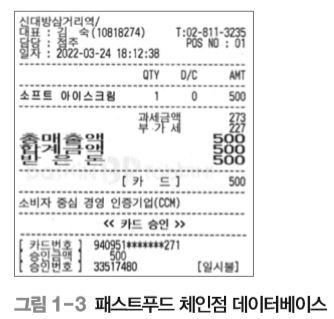 신대방삼거리역/
대표 : 김 숙(10818274) T:02-811-3235
담당 : 점주 POS NO : 01
일자 : 2022-03-24 18:12:38
QTY D/C AMT
소프트 아이스크림 1 0 500
과세금액 273
부 가 세 227
총매출액 500
합계금액 500
받 을 돈 500
[ 카 드 ] 500
소비자 중심 경영 인증기업(CCM)
<< 카드 승인 >>
[ 카드번호 ] 940951*******271
[ 승인금액 ] 500
[ 승인번호 ] 33517480 [일시불]
그림 1-3 패스트푸드 체인점 데이터베이스